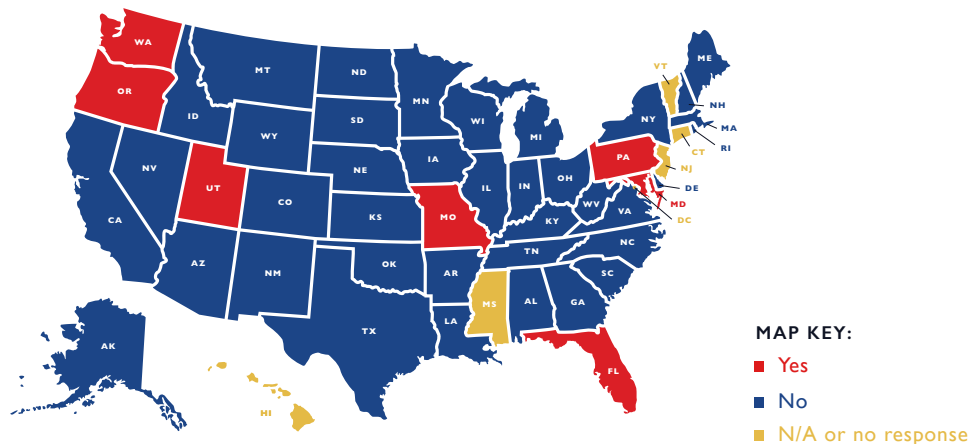 WA
OR
ID
MT
ND
SD
MN
WI
MI
NY
VT
ME
NH
MA
RI
CT
NJ
PA
DE
MD
DC
WY
NV
UT
CA
CO
NE
IA
IL
IN
OH
WV
VA
KY
KS
MO
AZ
NM
OK
AR
TN
NC
SC
MS
AL
GA
LA
TX
FL
AK
HI
MAP KEY:
Yes
No
N/A or no response